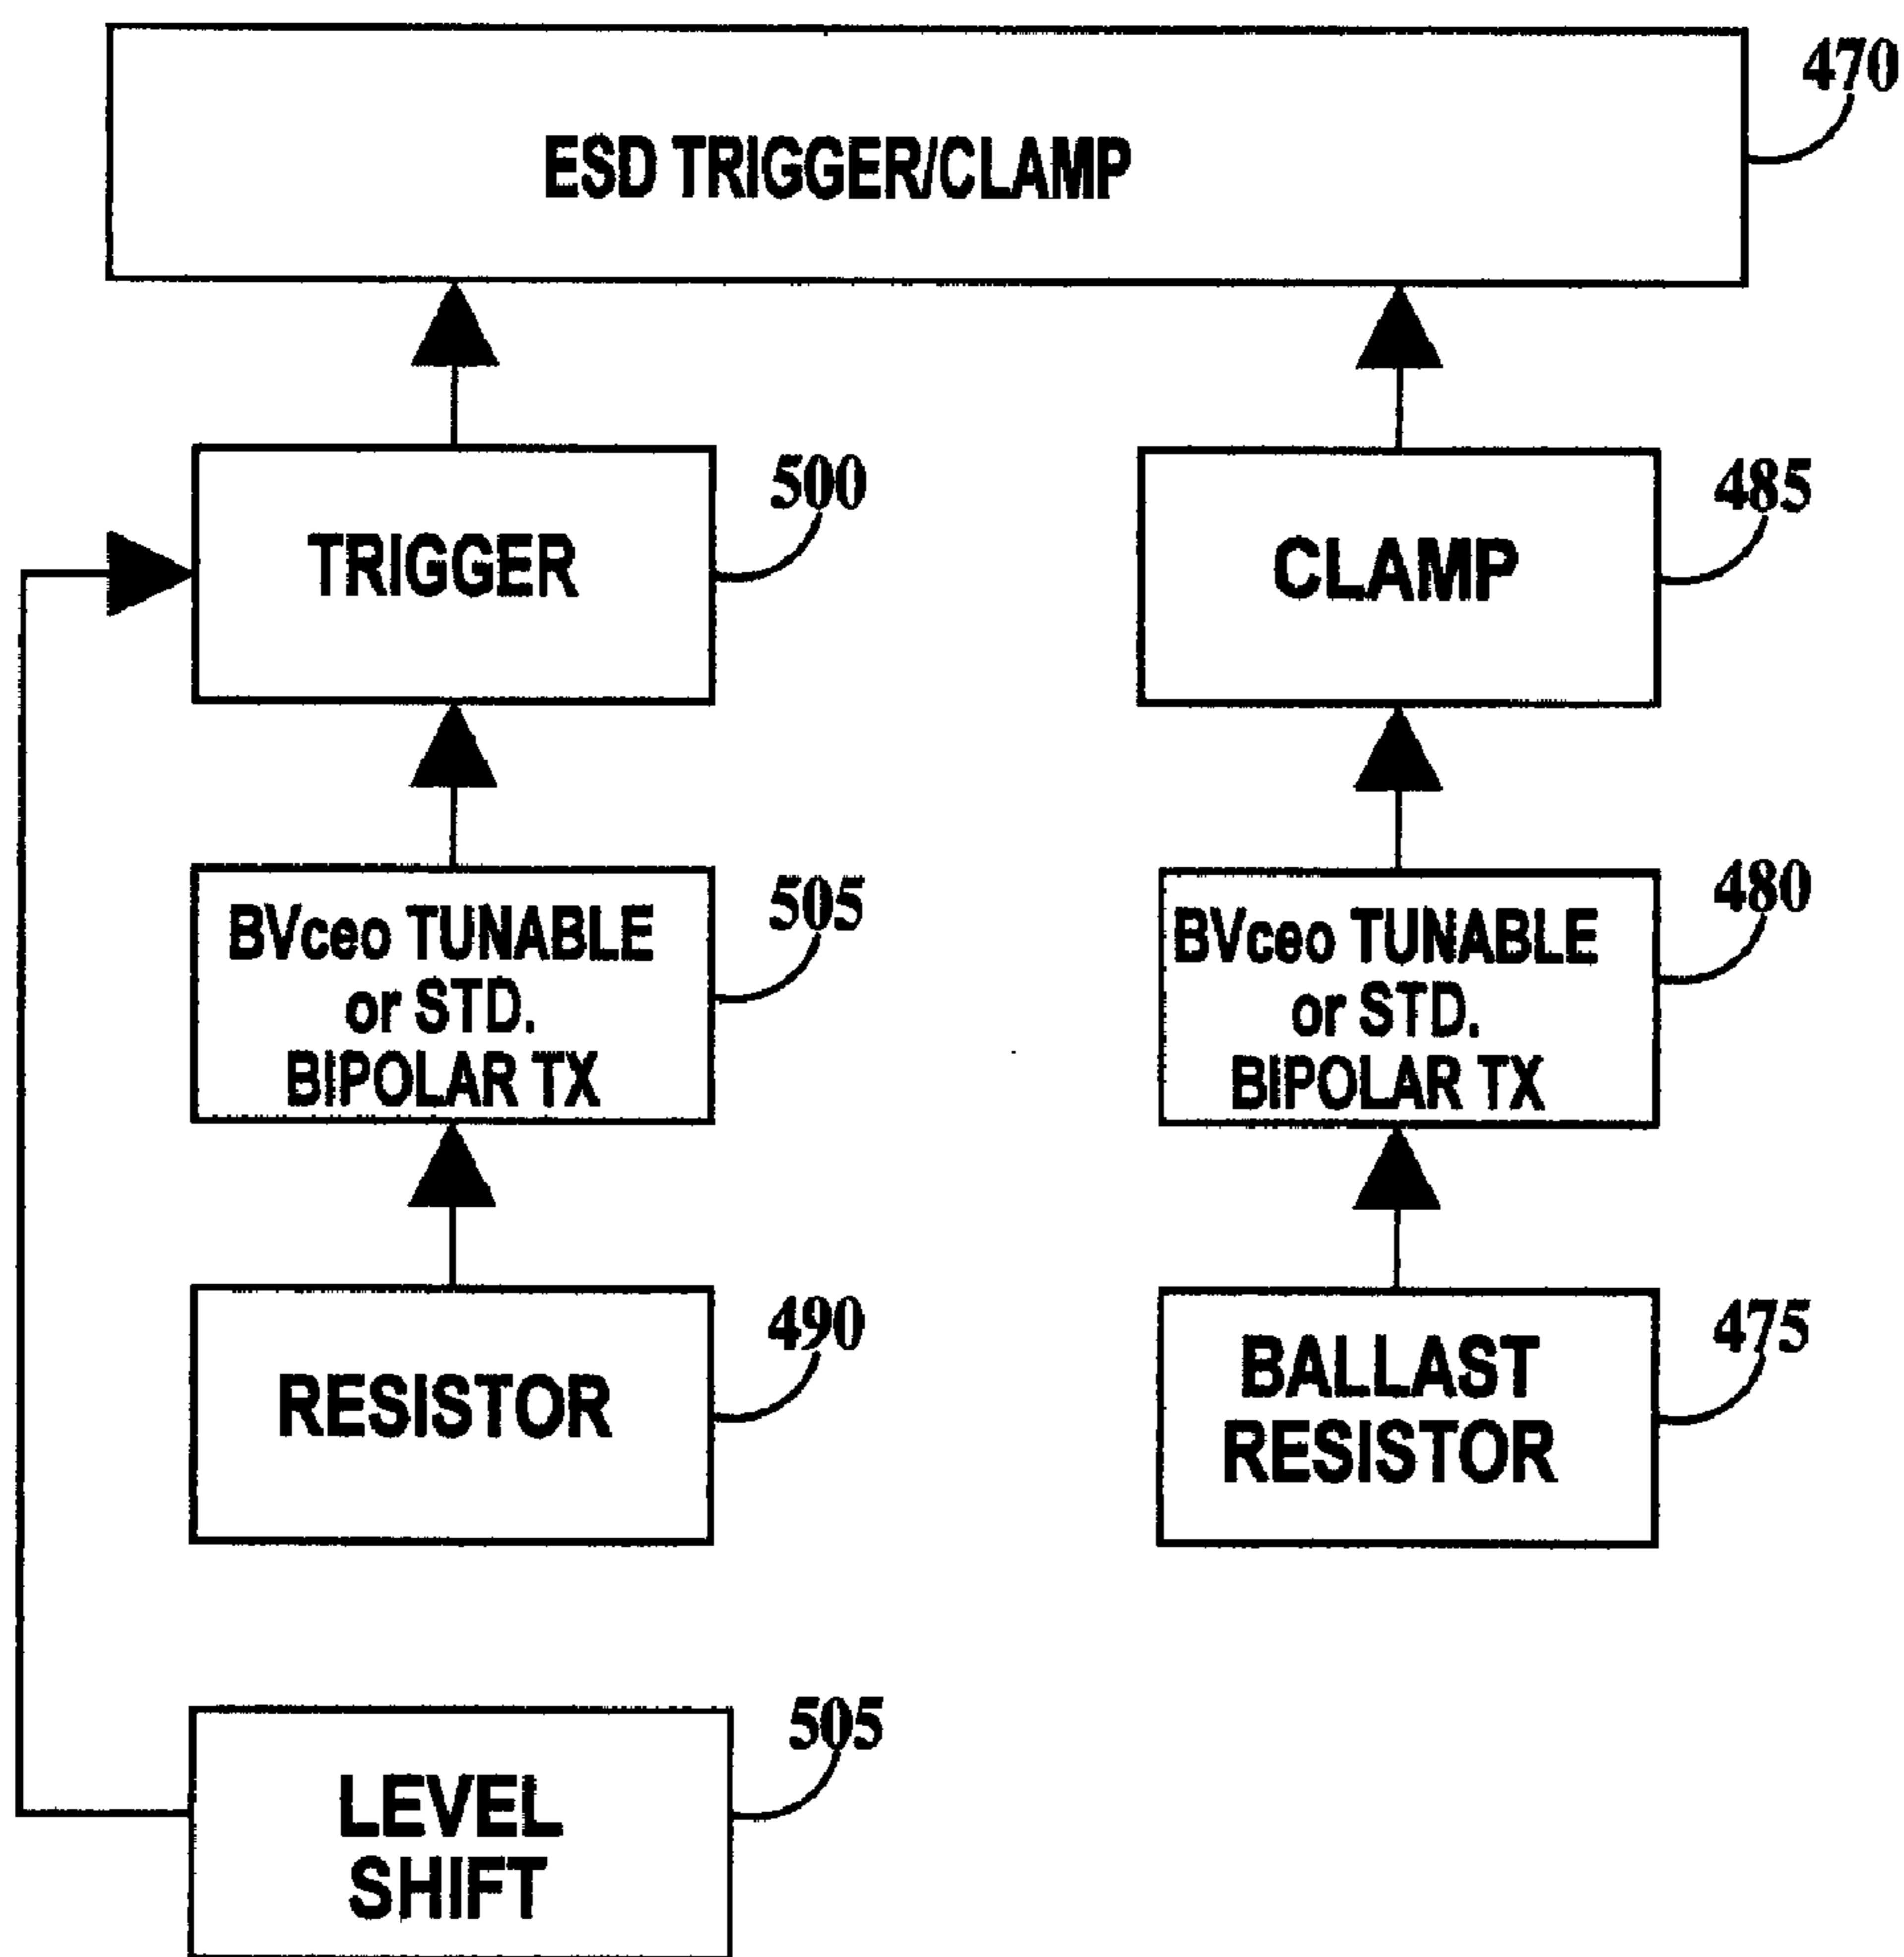 470
ESD TRIGGER/CLAMP
500
TRIGGER
485
CLAMP
505
BVceo TUNABLE
or STD.
BIPOLAR TX
480
BVceo TUNABLE
or STD.
BIPOLAR TX
490
RESISTOR
475
BALLAST
RESISTOR
505
LEVEL
SHIFT